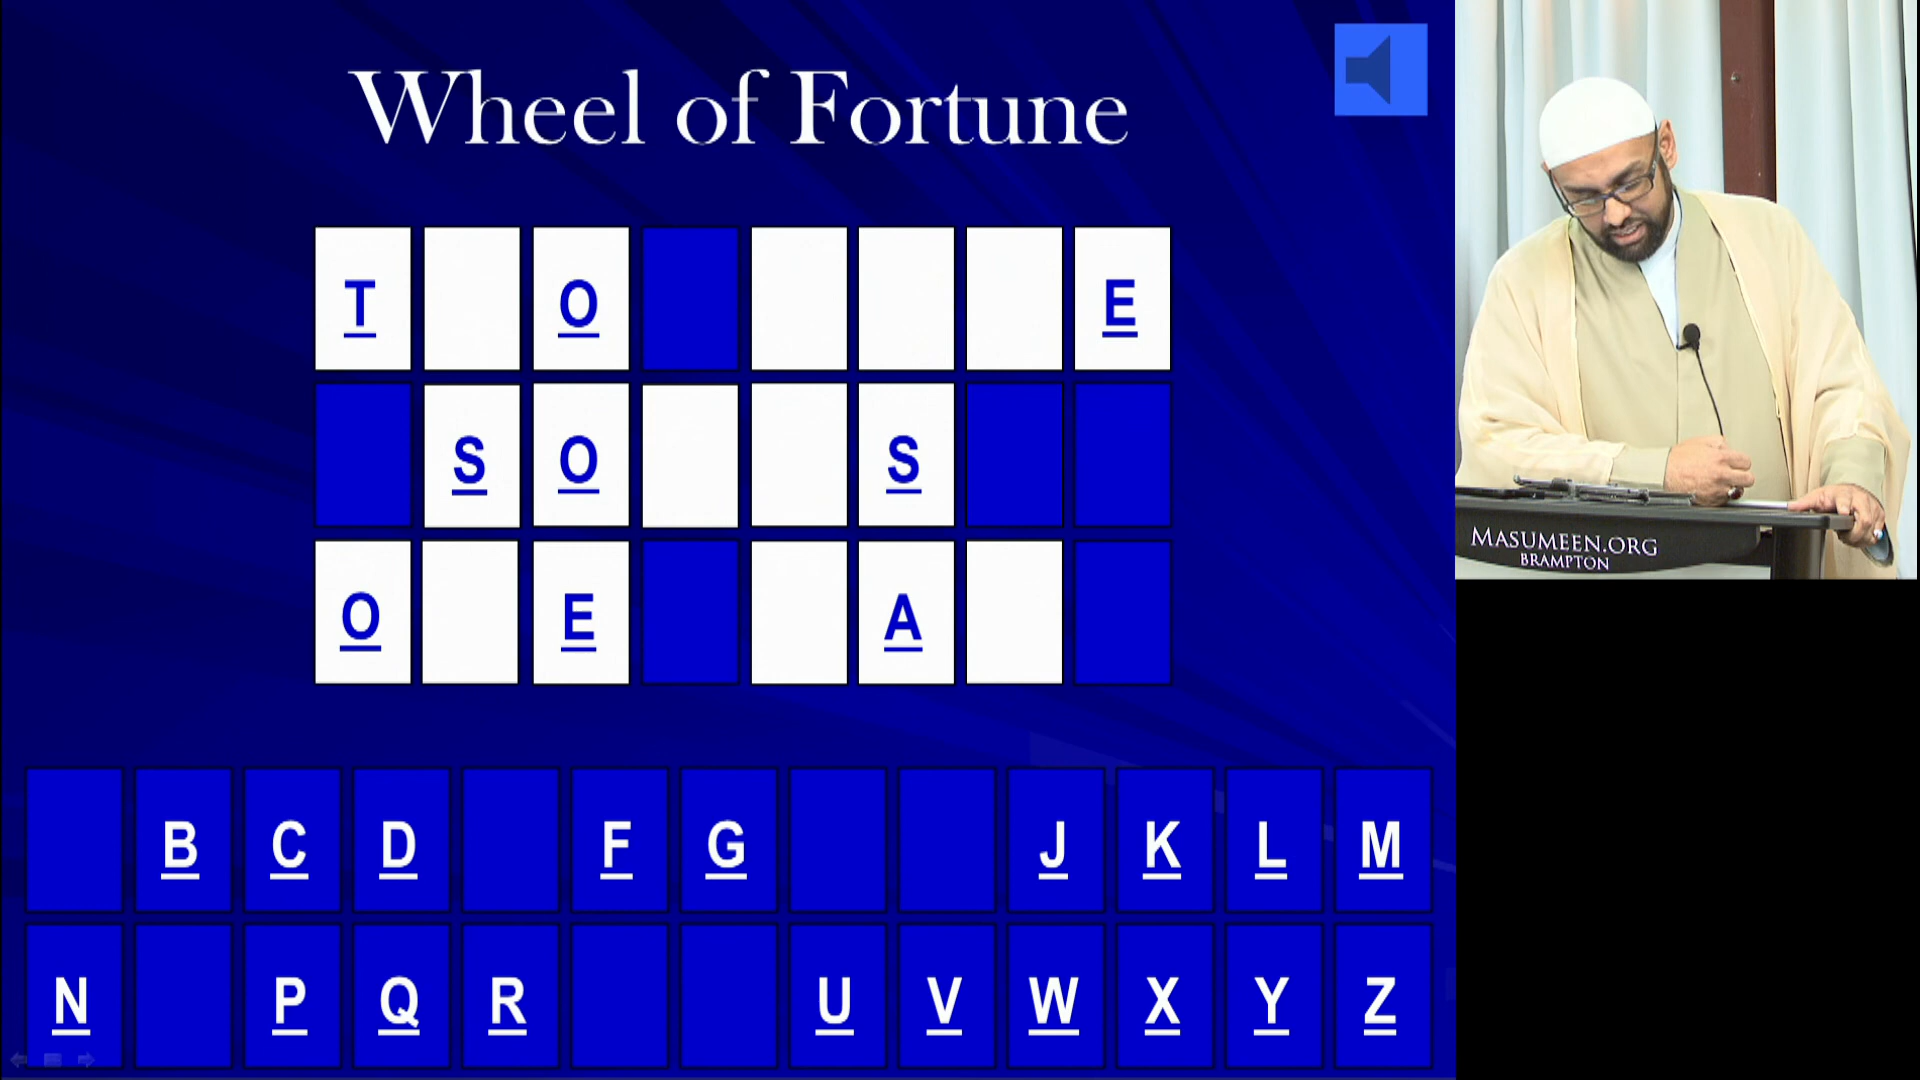 Wheel of Fortune
T O E
S O S
O E A
B C D F G J K L M
N P Q R U V W X Y Z
MASUMEEN.ORG
BRAMPTON